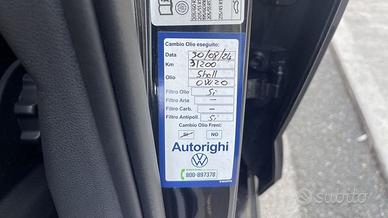 Cambio Olio eseguito:
Data 30/08/24
Km 31200
Olio Shell
0W20
Filtro Olio Si
Filtro Aria —
Filtro Carb. —
Filtro Antipoll. Si
Cambio Olio Freni:
SI NO
Autorighi
800-897378
subito